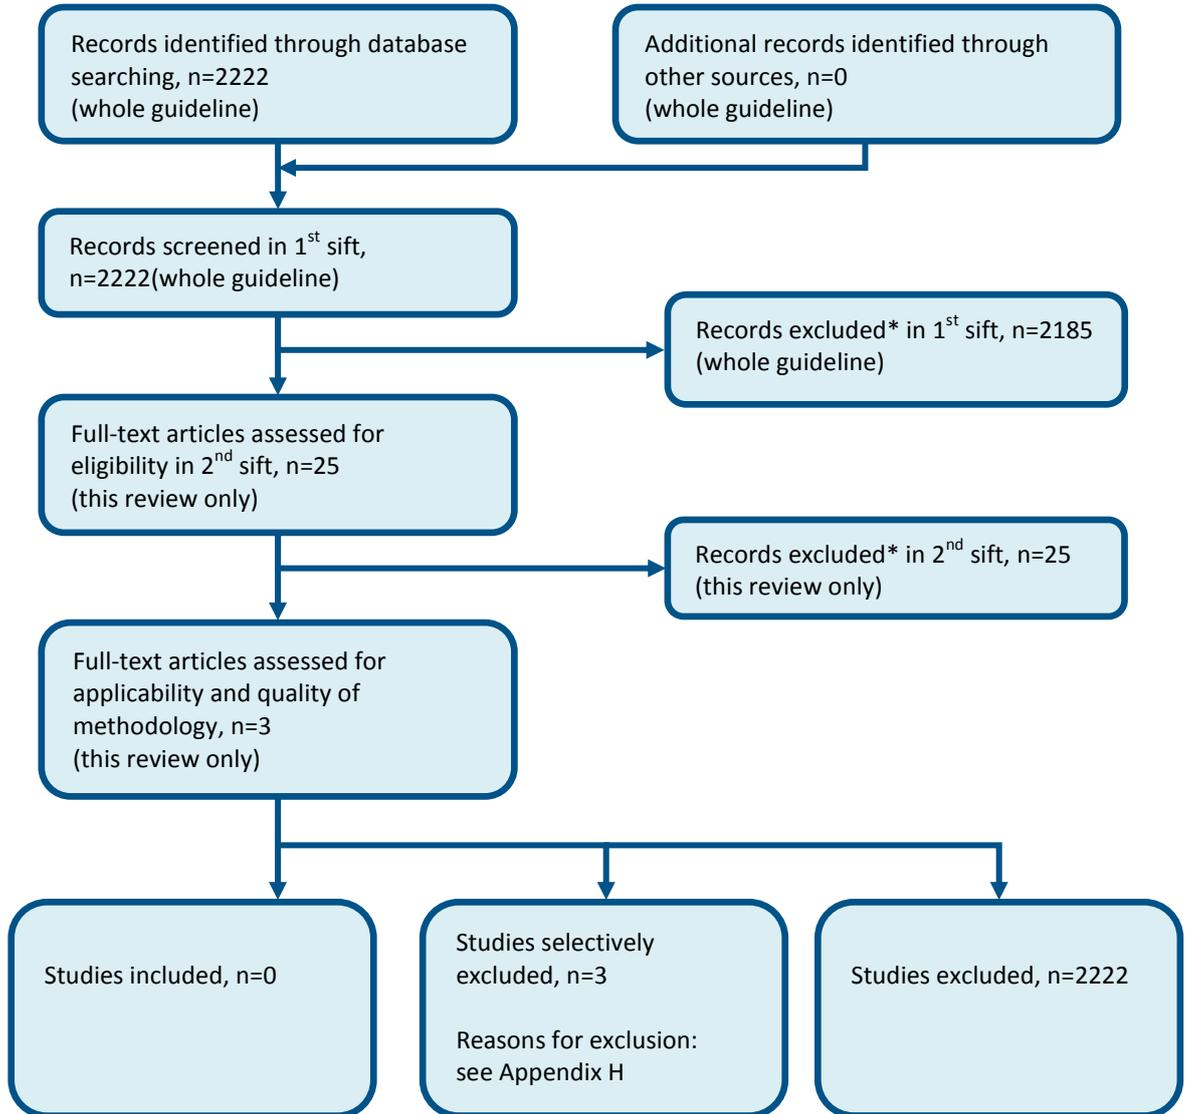 Records identified through database
searching, n=2222
(whole guideline)
Additional records identified through
other sources, n=0
(whole guideline)
Records screened in 1st sift,
n=2222(whole guideline)
Records excluded* in 1st sift, n=2185
(whole guideline)
Full-text articles assessed for
eligibility in 2nd sift, n=25
(this review only)
Records excluded* in 2nd sift, n=25
(this review only)
Full-text articles assessed for
applicability and quality of
methodology, n=3
(this review only)
Studies included, n=0
Studies selectively
excluded, n=3
Reasons for exclusion:
see Appendix H
Studies excluded, n=2222